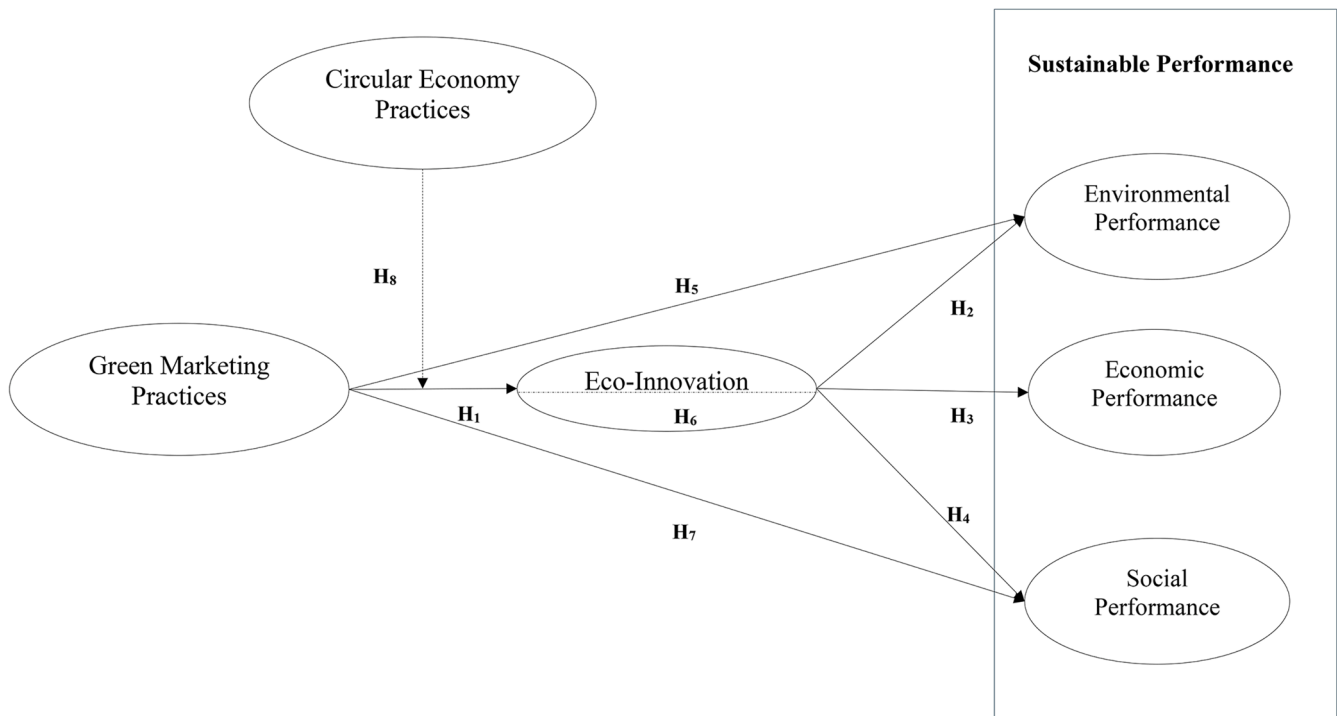 Circular Economy
Practices
Sustainable Performance
Environmental
Performance
H₈
H₅
H₂
Green Marketing
Practices
Eco-Innovation
Economic
Performance
H₁
H₆
H₃
H₇
H₄
Social
Performance